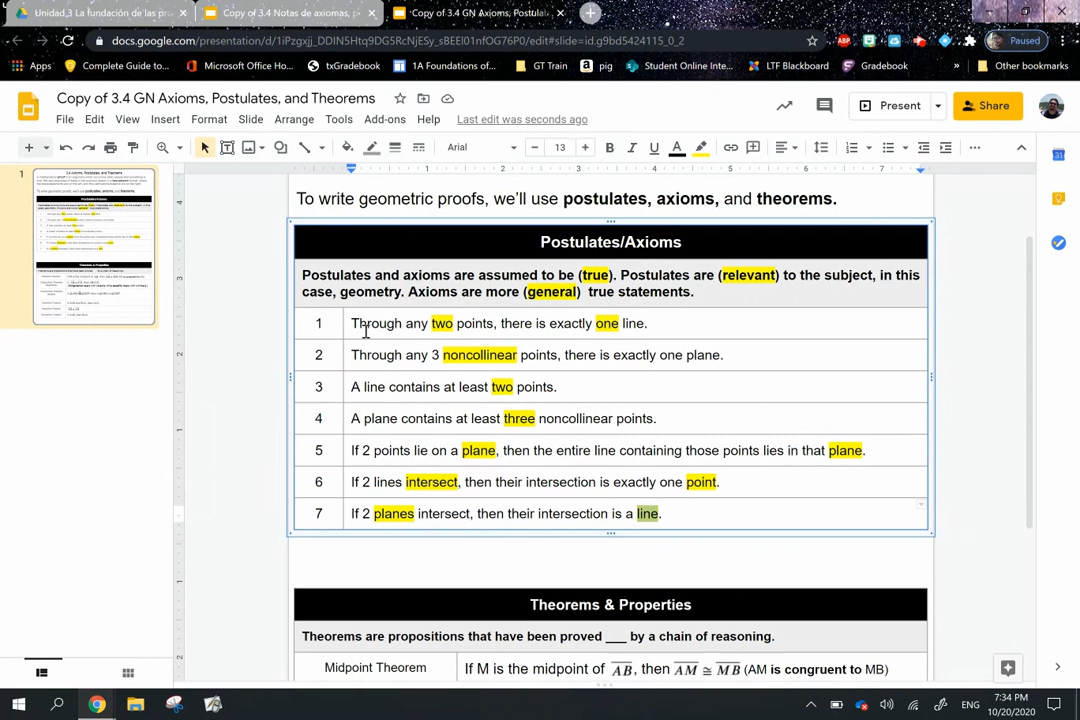 Unidad_3 La fundación de las pr
Copy of 3.4 Notas de axiomas, p
Copy of 3.4 GN Axioms, Postulat
docs.google.com/presentation/d/1iPzgxjj_DDIN5Htq9DG5RcNjESy_sBEEl01nfOG76P0/edit#slide=id.g9bd5424115_0_2
Paused
Apps
Complete Guide to...
Microsoft Office Ho...
txGradebook
1A Foundations of...
GT Train
pig
Student Online Inte...
LTF Blackboard
Gradebook
»
Other bookmarks
Copy of 3.4 GN Axioms, Postulates, and Theorems
File Edit View Insert Format Slide Arrange Tools Add-ons Help Last edit was seconds ago
Present
Share
Arial
13
To write geometric proofs, we'll use postulates, axioms, and theorems.
Postulates/Axioms
Postulates and axioms are assumed to be (true). Postulates are (relevant) to the subject, in this
case, geometry. Axioms are more (general) true statements.
1 Through any two points, there is exactly one line.
2 Through any 3 noncollinear points, there is exactly one plane.
3 A line contains at least two points.
4 A plane contains at least three noncollinear points.
5 If 2 points lie on a plane, then the entire line containing those points lies in that plane.
6 If 2 lines intersect, then their intersection is exactly one point.
7 If 2 planes intersect, then their intersection is a line.
Theorems & Properties
Theorems are propositions that have been proved ___ by a chain of reasoning.
Midpoint Theorem If M is the midpoint of AB, then AM ≅ MB (AM is congruent to MB)
ENG
7:34 PM
10/20/2020